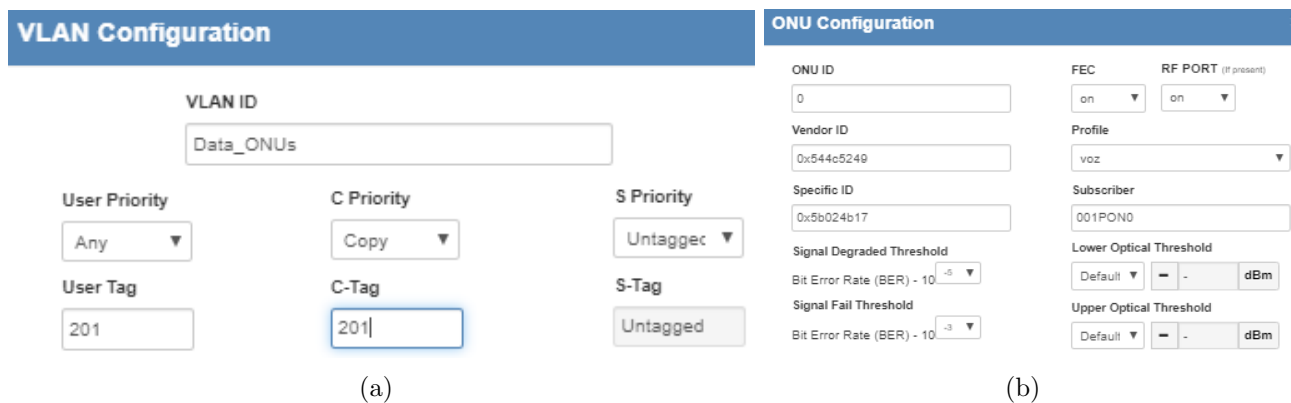 VLAN Configuration
VLAN ID
Data_ONUs
User Priority C Priority S Priority
Any Copy Untagged
User Tag C-Tag S-Tag
201 201 Untagged
(a)
ONU Configuration
ONU ID FEC RF PORT (If present)
0 on on
Vendor ID Profile
0x544c5249 voz
Specific ID Subscriber
0x5b024b17 001PON0
Signal Degraded Threshold Lower Optical Threshold
Bit Error Rate (BER) - 10 -5 Default - - dBm
Signal Fail Threshold Upper Optical Threshold
Bit Error Rate (BER) - 10 -3 Default - - dBm
(b)